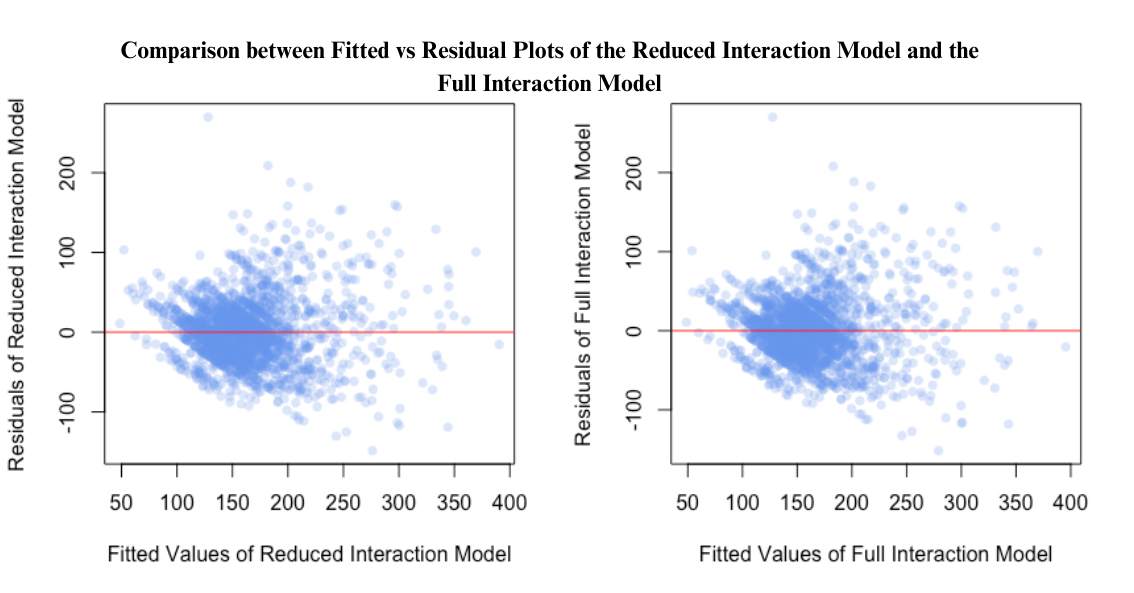 Comparison between Fitted vs Residual Plots of the Reduced Interaction Model and the
Full Interaction Model
Residuals of Reduced Interaction Model
200
100
0
-100
50 100 150 200 250 300 350 400
Fitted Values of Reduced Interaction Model
Residuals of Full Interaction Model
200
100
0
-100
50 100 150 200 250 300 350 400
Fitted Values of Full Interaction Model